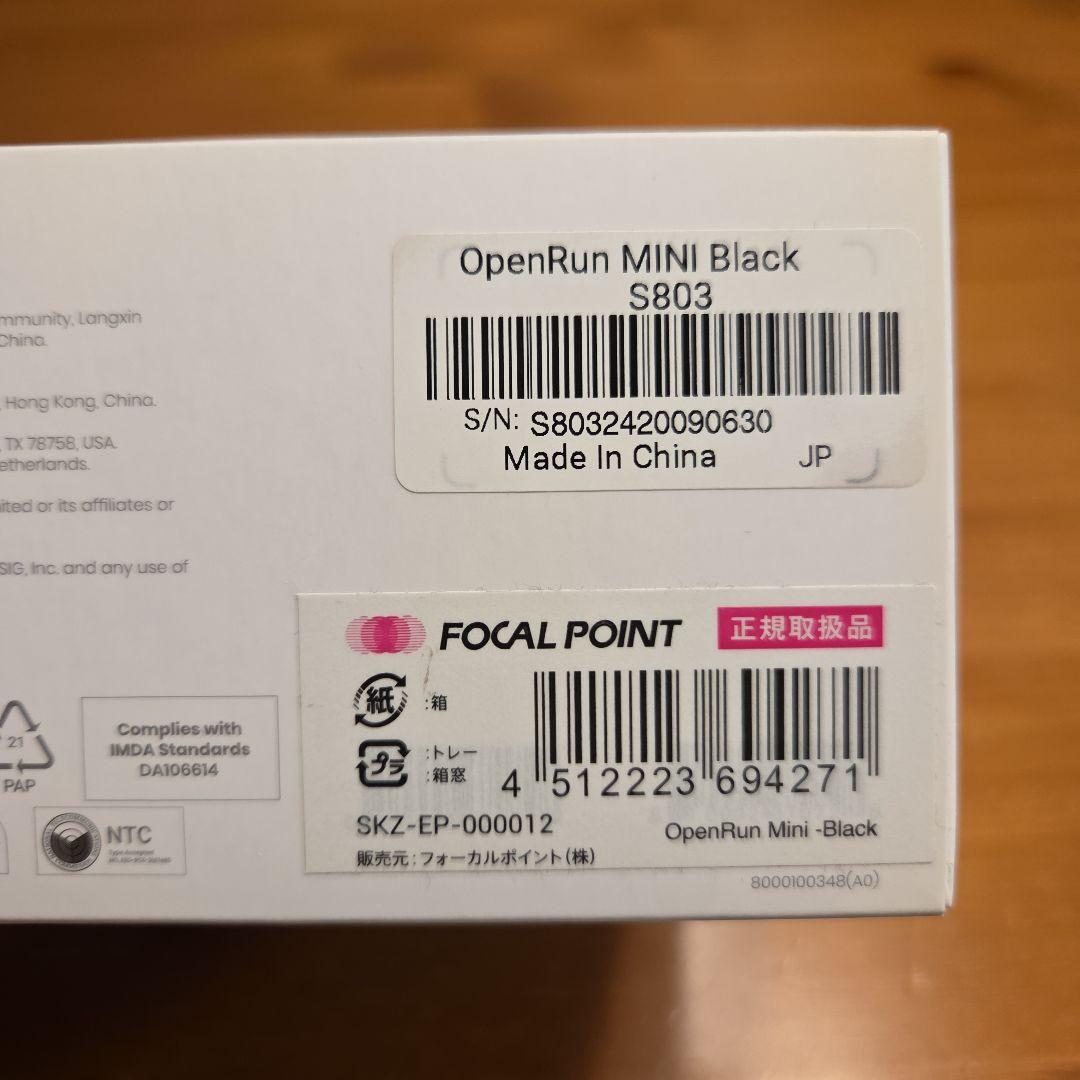 mmunity, Langxin
China.
, Hong Kong, China.
, TX 78758, USA.
etherlands.
ited or its affiliates or
SIG, Inc. and any use of
OpenRun MINI Black
S803
S/N: S8032420090630
Made In China JP
FOCAL POINT 正規取扱品
紙 :箱
プラ :トレー
:箱窓
4 512223 694271
SKZ-EP-000012 OpenRun Mini -Black
販売元:フォーカルポイント(株)
8000100348(A0)
21
PAP
Complies with
IMDA Standards
DA106614
NTC